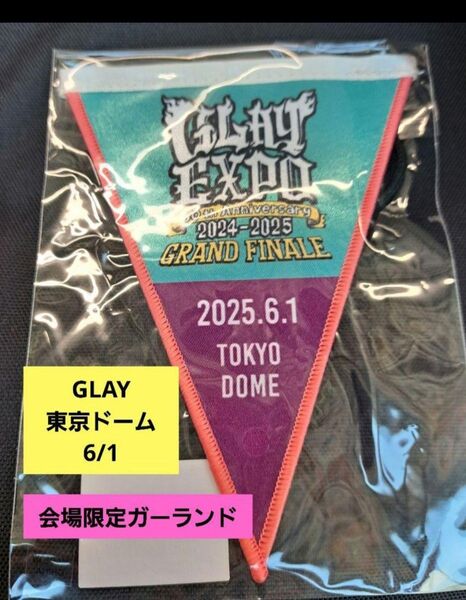 GLAY
EXPO
Anniversary
2024-2025
GRAND FINALE
2025.6.1
TOKYO
DOME
GLAY
東京ドーム
6/1
会場限定ガーランド